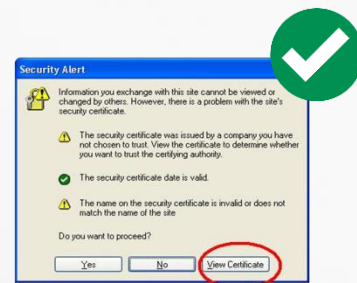 Security Alert
Information you exchange with this site cannot be viewed or
changed by others. However, there is a problem with the site's
security certificate.
The security certificate was issued by a company you have
not chosen to trust. View the certificate to determine whether
you want to trust the certifying authority.
The security certificate date is valid.
The name on the security certificate is invalid or does not
match the name of the site
Do you want to proceed?
Yes No View Certificate